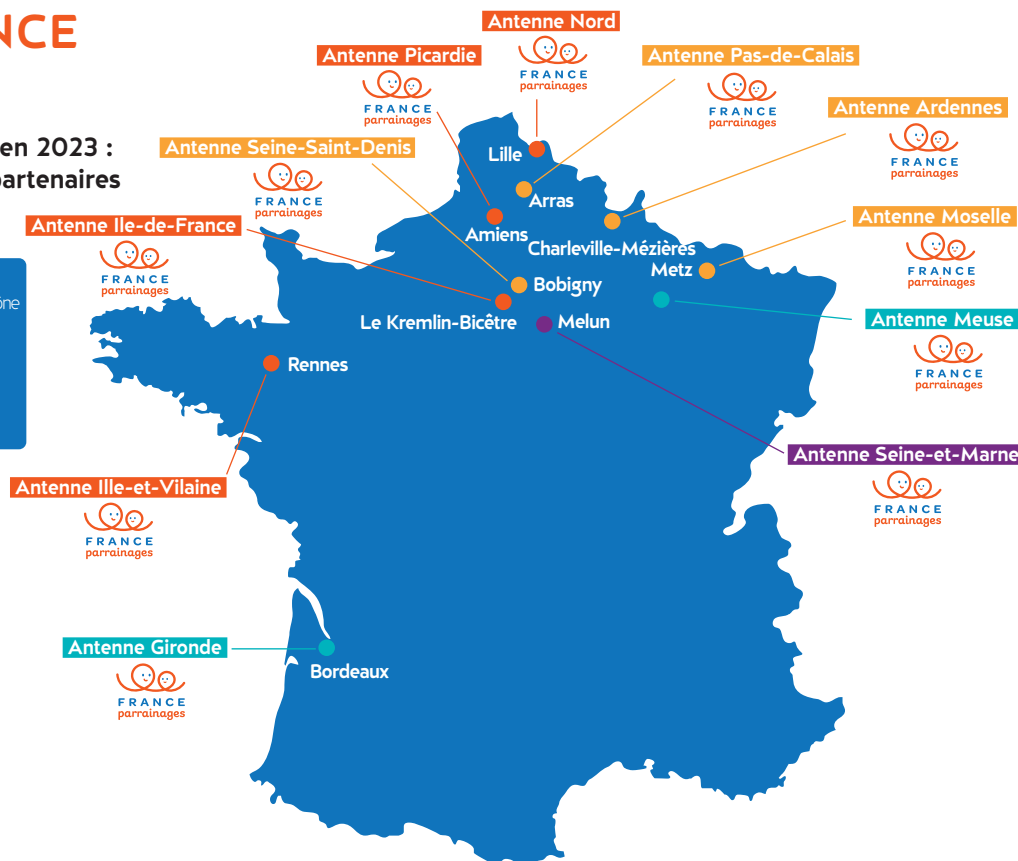 NCE
en 2023 :
partenaires
ône
Antenne Nord
FRANCE
parrainages
Antenne Picardie
FRANCE
parrainages
Antenne Pas-de-Calais
FRANCE
parrainages
Antenne Ardennes
FRANCE
parrainages
Antenne Seine-Saint-Denis
FRANCE
parrainages
Antenne Ile-de-France
FRANCE
parrainages
Antenne Moselle
FRANCE
parrainages
Antenne Meuse
FRANCE
parrainages
Antenne Seine-et-Marne
FRANCE
parrainages
Antenne Ille-et-Vilaine
FRANCE
parrainages
Antenne Gironde
FRANCE
parrainages
Lille
Arras
Amiens
Charleville-Mézières
Metz
Bobigny
Le Kremlin-Bicêtre
Melun
Rennes
Bordeaux